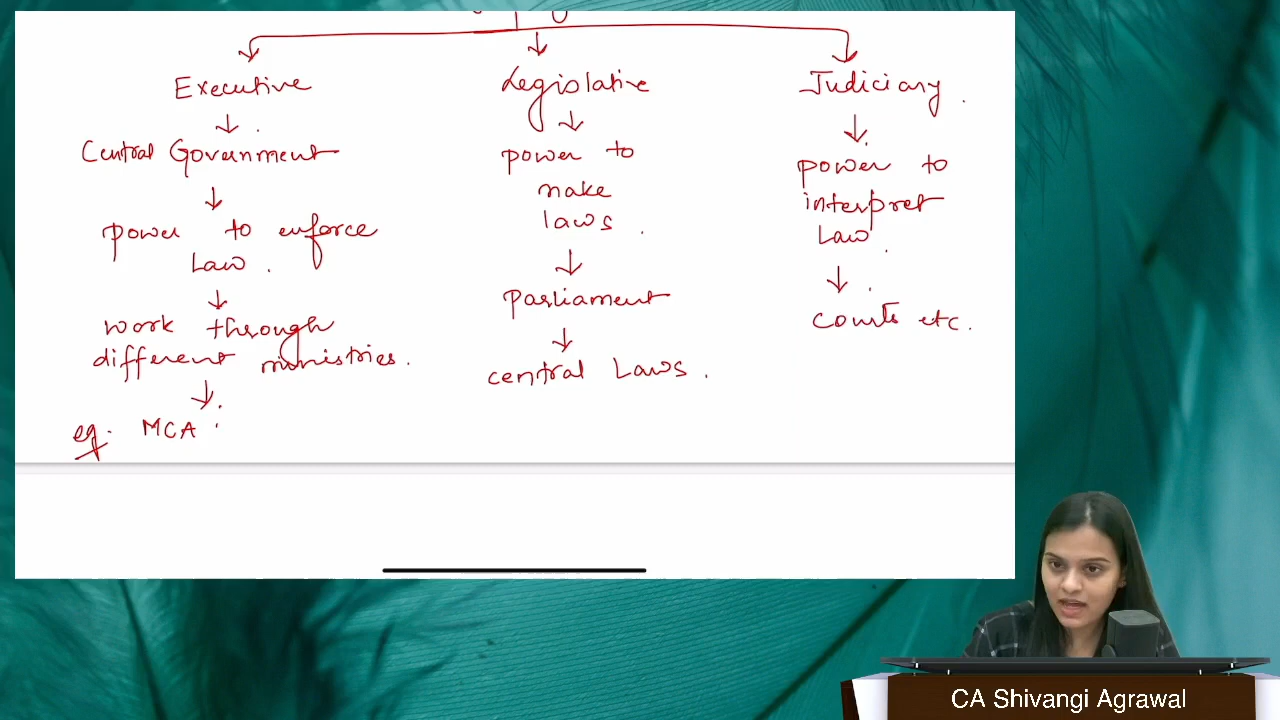 Executive
Central Government
power to enforce
Law.
work through
different ministries.
eg. MCA.
Legislative
power to
make
laws.
Parliament
central Laws.
Judiciary.
power to
interpret
Law.
courts etc.
CA Shivangi Agrawal